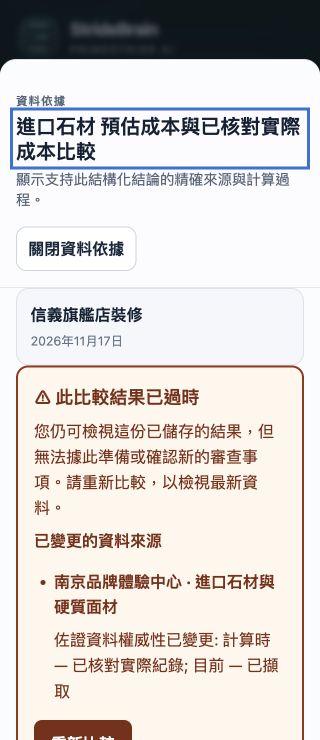 StrideBrain
資料依據
進口石材 預估成本與已核對實際
成本比較
顯示支持此結構化結論的精確來源與計算過
程。
關閉資料依據
信義旗艦店裝修
2026年11月17日
此比較結果已過時
您仍可檢視這份已儲存的結果，但
無法據此準備或確認新的審查事
項。請重新比較，以檢視最新資
料。
已變更的資料來源
• 南京品牌體驗中心 · 進口石材與
硬質面材
佐證資料權威性已變更: 計算時
— 已核對實際紀錄; 目前 — 已擷
取
重新比較